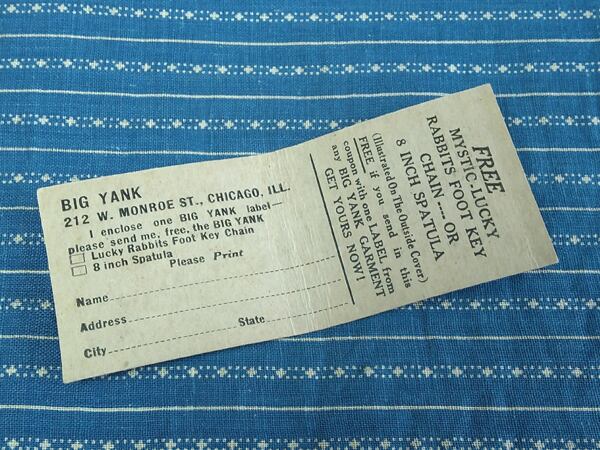 BIG YANK
212 W. MONROE ST., CHICAGO, ILL.
I enclose one BIG YANK label—
please send me, free, the BIG YANK
Lucky Rabbits Foot Key Chain
8 inch Spatula
Please Print
Name
Address
City State
FREE
MYSTIC-LUCKY
RABBITS FOOT KEY
CHAIN---- OR
8 INCH SPATULA
(Illustrated On The Outside Cover)
FREE if you send in this
coupon with one LABEL from
any BIG YANK GARMENT
GET YOURS NOW!